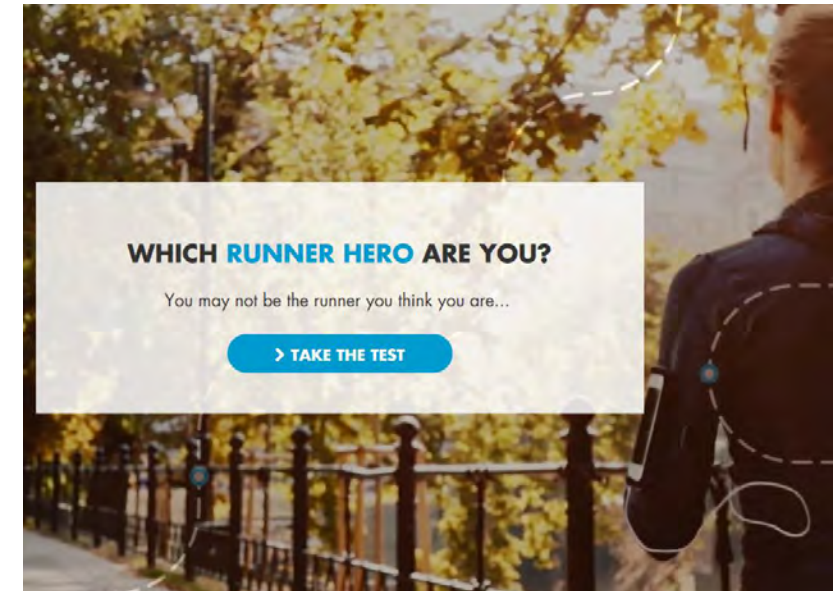 WHICH RUNNER HERO ARE YOU?
You may not be the runner you think you are...
> TAKE THE TEST